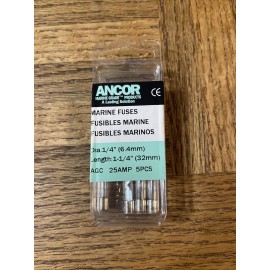 ANCOR
MARINE GRADE™ PRODUCTS
A Leading Solution
CE
MARINE FUSES
FUSIBLES MARINE
FUSIBLES MARINOS
Dia.1/4" (6.4mm)
Length:1-1/4" (32mm)
AGC 25AMP 5PCS